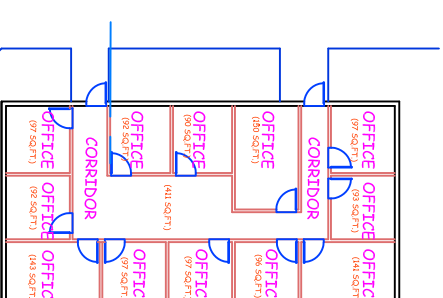 OFFICE
(97 SQ.FT.)
CORRIDOR
OFFICE
(92 SQ.FT.)
OFFICE
(90 SQ.FT.)
OFFICE
SQ.FT.)
CORRIDOR
OFFICE
(97 SQ.FT.)
OFFICE
(92 SQ.FT.)
SQ.FT.)
OFFICE
(93 SQ.FT.)
OFFICE
(143 SQ.FT.)
OFFICE
(97 SQ.FT.)
OFFICE
(97 SQ.FT.)
OFFICE
(96 SQ.FT.)
OFFICE
(141 SQ.FT.)